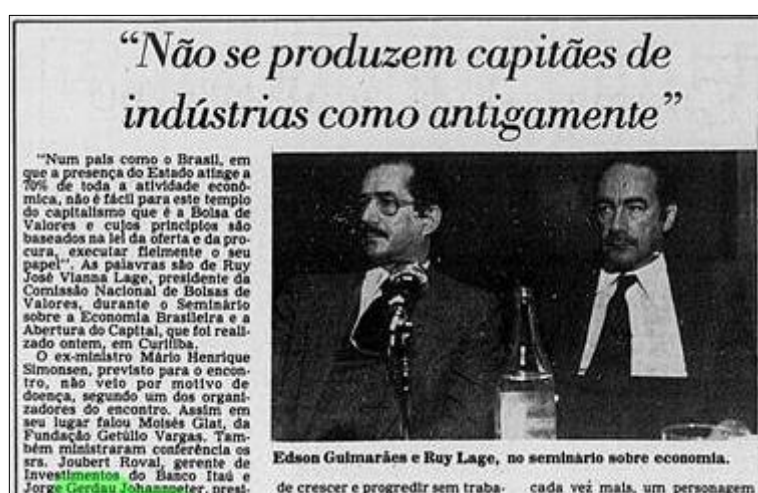 “Não se produzem capitães de
indústrias como antigamente”
“Num país como o Brasil, em
que a presença do Estado atinge a
70% de toda a atividade econô-
mica, não é fácil para este templo
do capitalismo que é a Bolsa de
Valores e cujos princípios são
baseados na lei da oferta e da pro-
cura, executar fielmente o seu
papel”. As palavras são de Ruy
José Vianna Lage, presidente da
Comissão Nacional de Bolsas de
Valores, durante o Seminário
sobre a Economia Brasileira e a
Abertura do Capital, que foi reali-
zado ontem, em Curitiba.
O ex-ministro Mário Henrique
Simonsen, previsto para o encon-
tro, não veio por motivo de
doença, segundo um dos organi-
zadores do encontro. Assim em
seu lugar falou Moisés Glat, da
Fundação Getúlio Vargas. Tam-
bém ministraram conferência os
srs. Joubert Roval, gerente de
Investimentos do Banco Itaú e
Jorge Gerdau Johannpeter, presi-
Edson Guimarães e Ruy Lage, no seminário sobre economia.
de crescer e progredir sem traba-
cada vez mais, um personagem